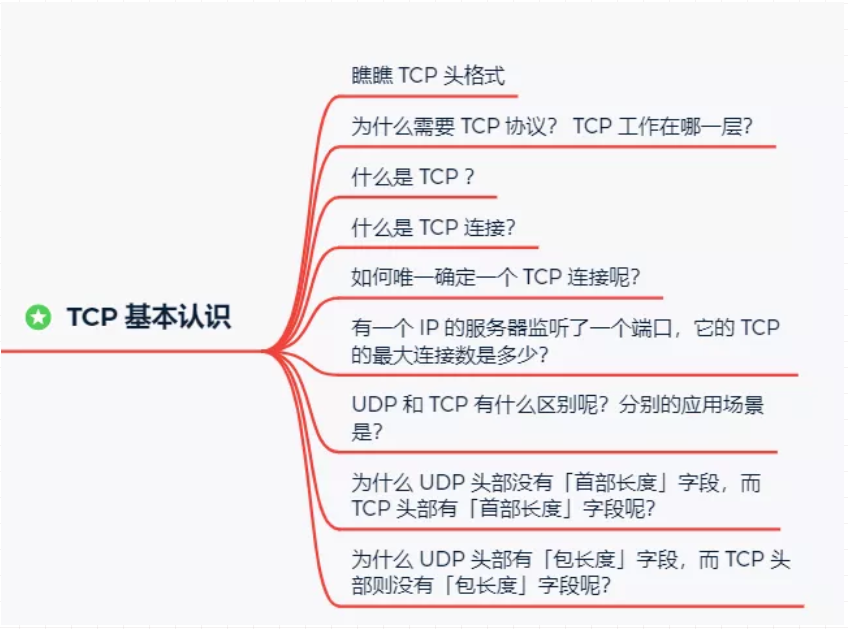 瞧瞧 TCP 头格式
为什么需要 TCP 协议？ TCP 工作在哪一层？
什么是 TCP ？
什么是 TCP 连接？
如何唯一确定一个 TCP 连接呢？
TCP 基本认识
有一个 IP 的服务器监听了一个端口，它的 TCP
的最大连接数是多少？
UDP 和 TCP 有什么区别呢？分别的应用场景
是？
为什么 UDP 头部没有「首部长度」字段，而
TCP 头部有「首部长度」字段呢？
为什么 UDP 头部有「包长度」字段，而 TCP 头
部则没有「包长度」字段呢？